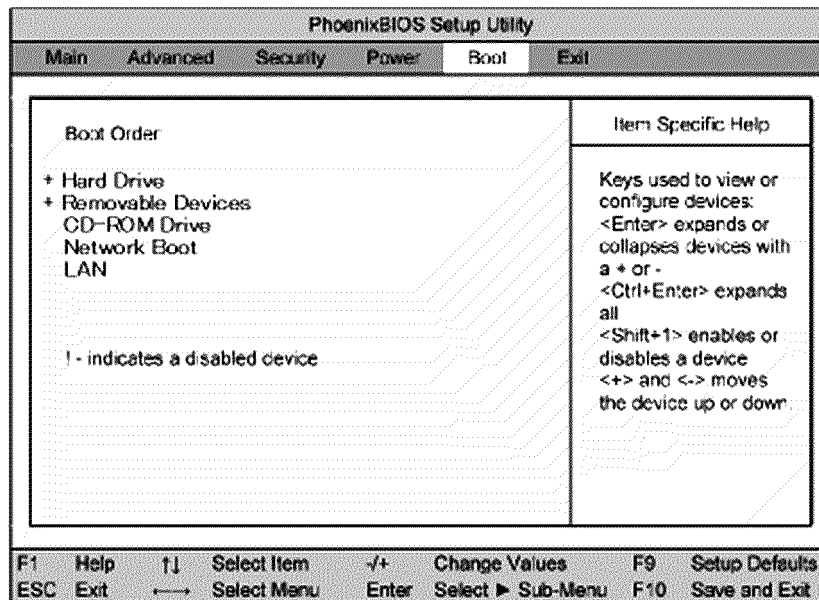 PhoenixBIOS Setup Utility
Main Advanced Security Power Boot Exit
Boot Order
+ Hard Drive
+ Removable Devices
CD-ROM Drive
Network Boot
LAN
! - indicates a disabled device
Item Specific Help
Keys used to view or
configure devices:
<Enter> expands or
collapses devices with
a + or -
<Ctrl+Enter> expands
all
<Shift+1> enables or
disables a device
<+> and <-> moves
the device up or down.
F1 Help ↑↓ Select Item -/+ Change Values F9 Setup Defaults
ESC Exit ←→ Select Menu Enter Select ▶ Sub-Menu F10 Save and Exit